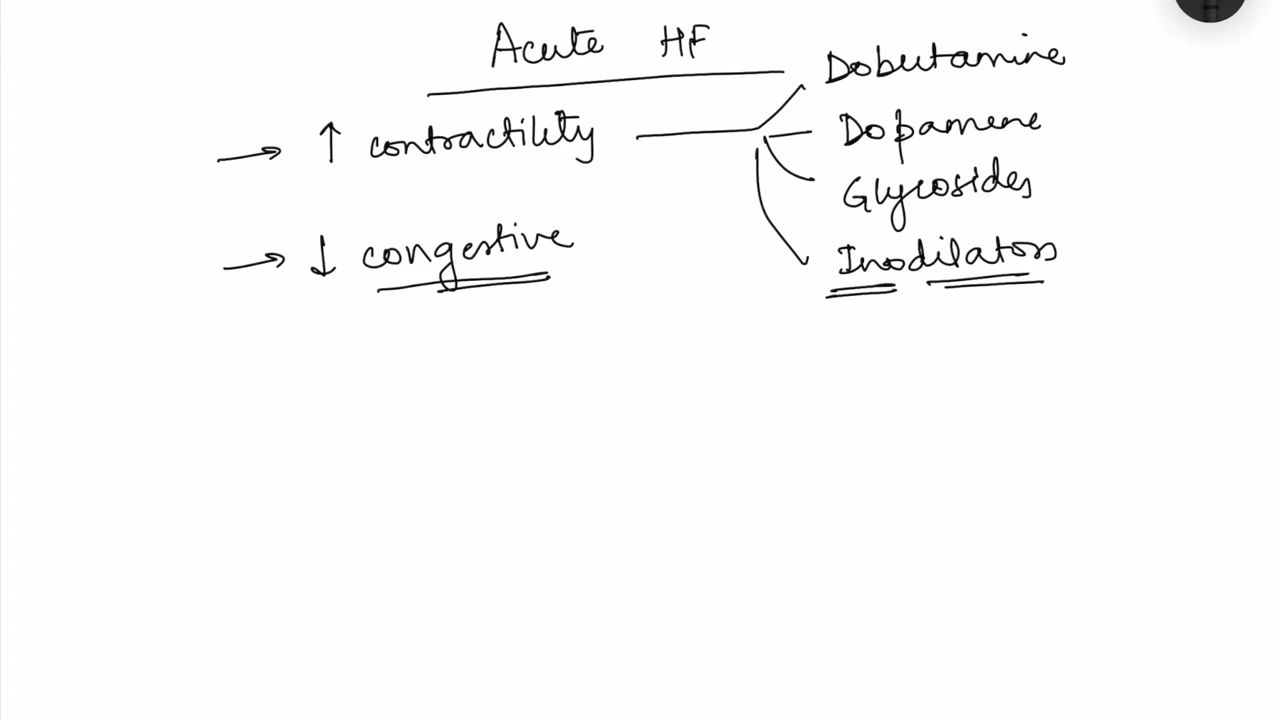 Acute HF
→ ↑ contractility
Dobutamine
Dopamene
Glycosides
Inodilators
→ ↓ congestive